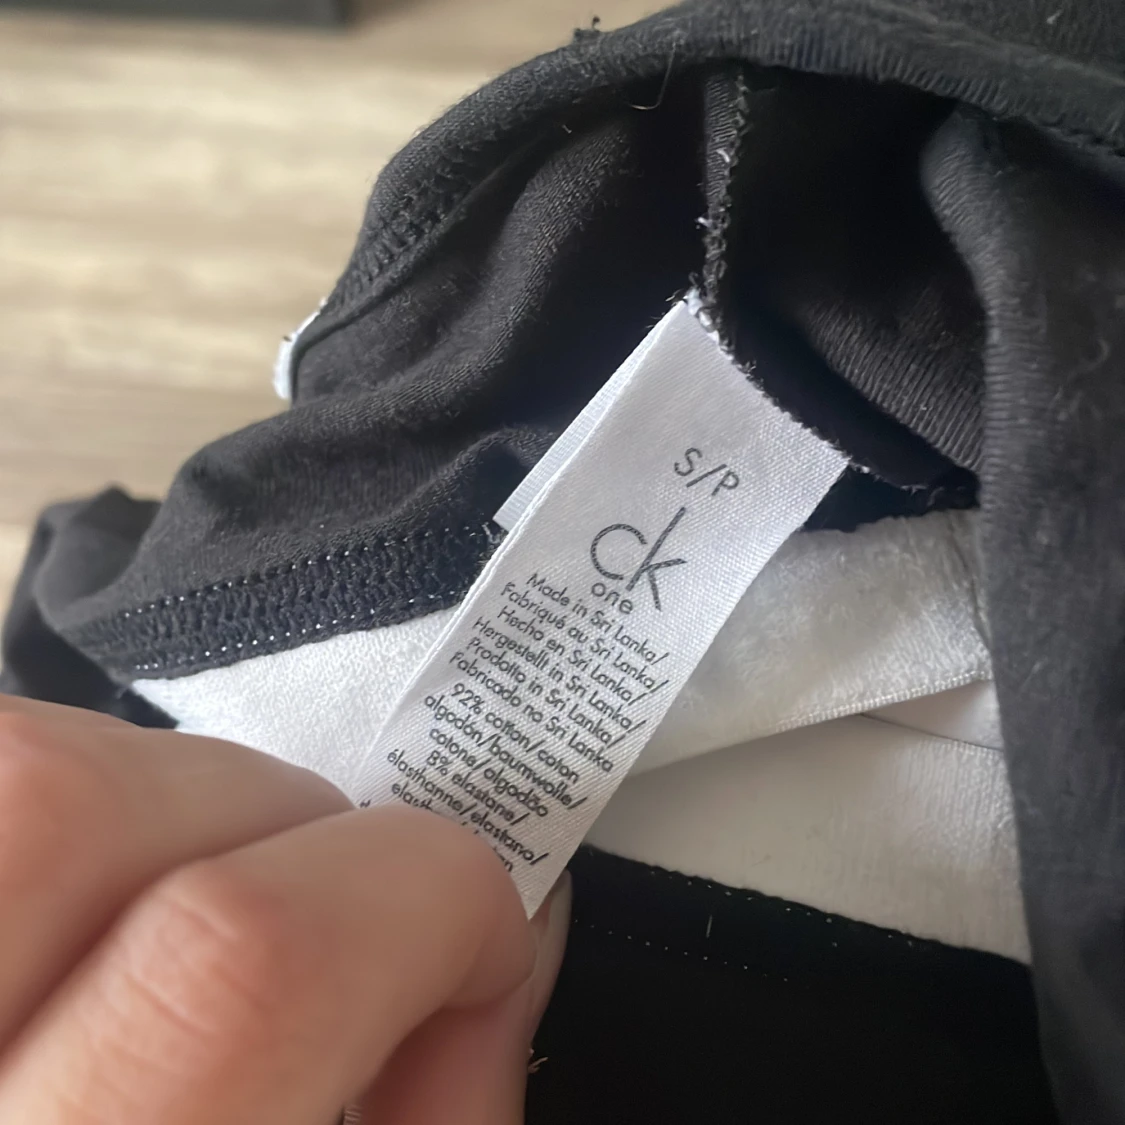 S/P
ck
one
Made in Sri Lanka/
Fabriqué au Sri Lanka/
Hecho en Sri Lanka/
Hergestellt in Sri Lanka/
Prodotto in Sri Lanka/
Fabricado no Sri Lanka
92% cotton/coton
algodón/baumwolle/
cotone/algodão
8% elastane/
élasthanne/elastano/